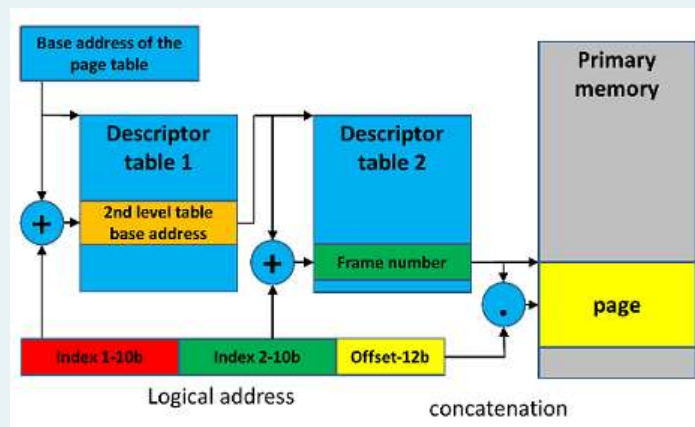 Base address of the
page table
Primary
memory
Descriptor
table 1
Descriptor
table 2
2nd level table
base address
+
+
Frame number
.
page
Index 1-10b
Index 2-10b
Offset-12b
Logical address
concatenation